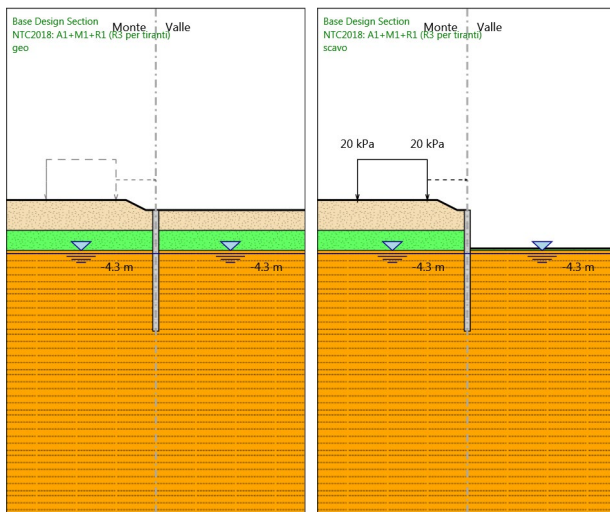 Base Design Section
Monte Valle
NTC2018: A1+M1+R1 (R3 per tiranti)
geo
-4.3 m
-4.3 m
Base Design Section
Monte Valle
NTC2018: A1+M1+R1 (R3 per tiranti)
scavo
20 kPa
20 kPa
-4.3 m
-4.3 m